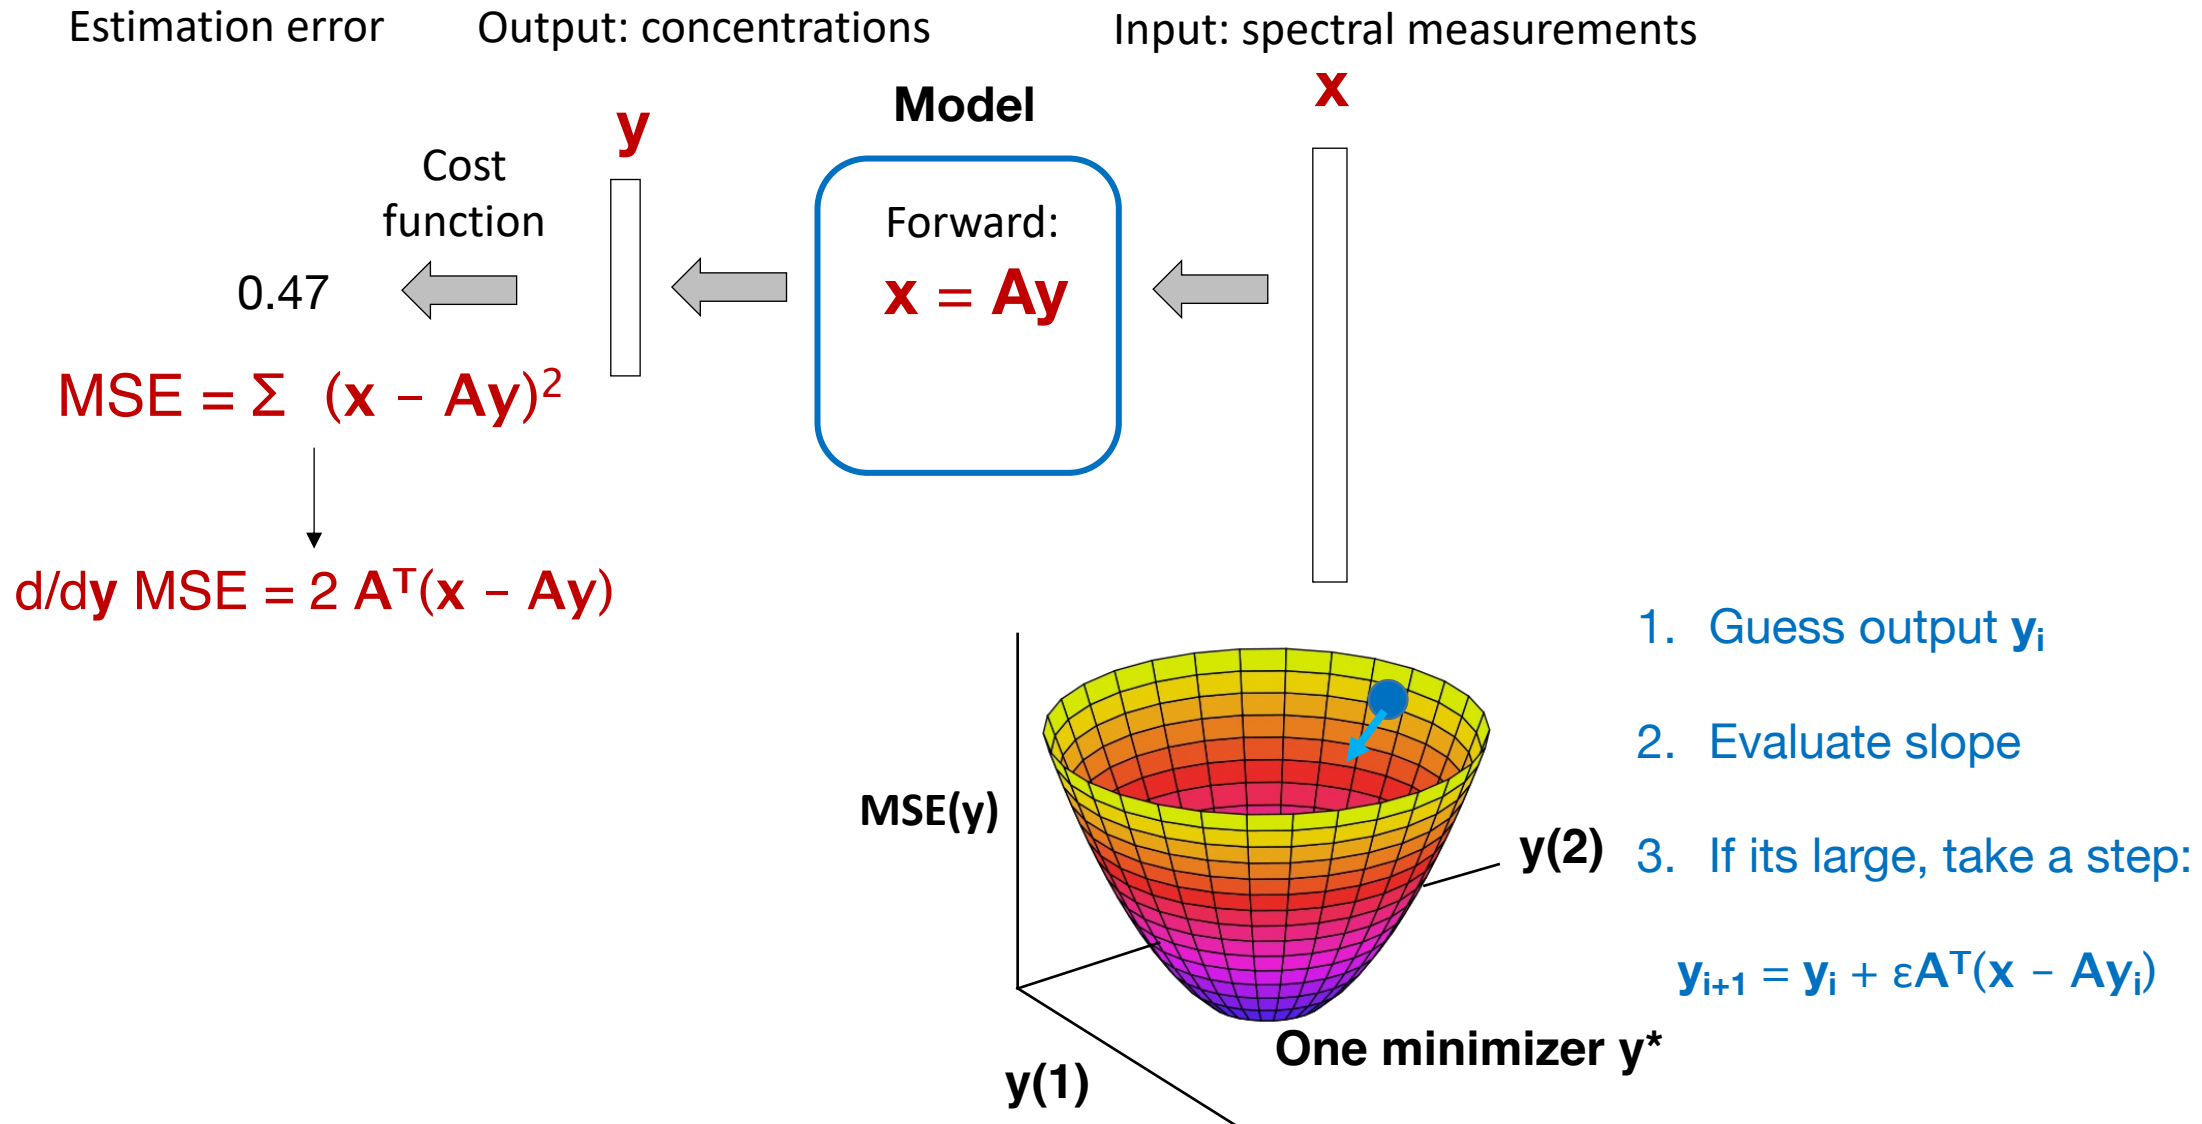 Estimation error
Output: concentrations
Input: spectral measurements
x
Model
y
Cost
function
Forward:
x = Ay
0.47
MSE = Σ (x – Ay)²
d/dy MSE = 2 Aᵀ(x – Ay)
1. Guess output yᵢ
2. Evaluate slope
MSE(y)
y(2)
3. If its large, take a step:
yᵢ₊₁ = yᵢ + εAᵀ(x – Ayᵢ)
One minimizer y*
y(1)